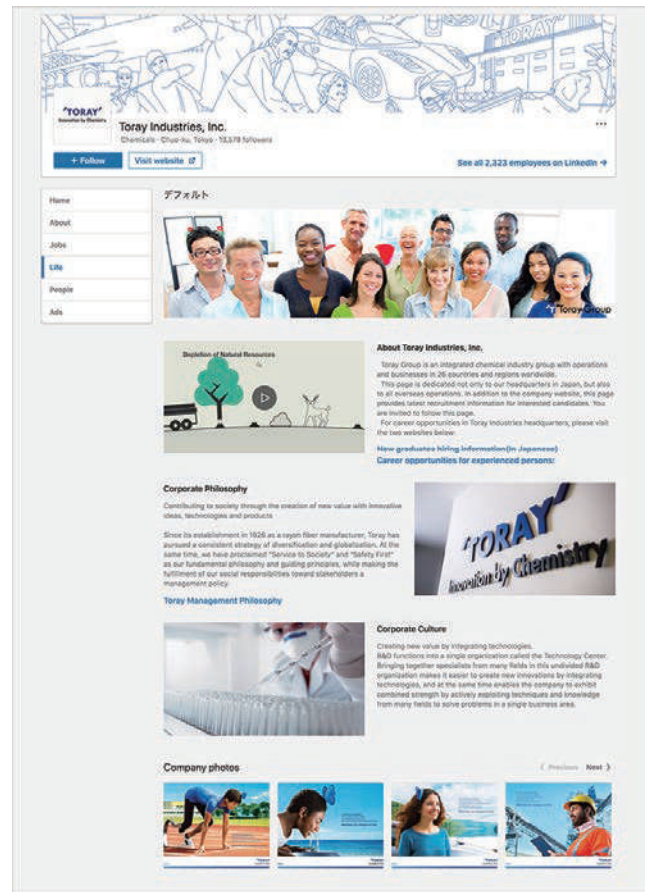 TORAY
'TORAY'
Innovation by Chemistry
Toray Industries, Inc.
Chemicals · Chuo-ku, Tokyo · 13,578 followers
+ Follow
Visit website
See all 2,323 employees on LinkedIn →
Home
About
Jobs
Life
People
Ads
デフォルト
Toray Group
Depletion of Natural Resources
About Toray Industries, Inc.
Toray Group is an integrated chemical industry group with operations
and businesses in 26 countries and regions worldwide.
This page is dedicated not only to our headquarters in Japan, but also
to all overseas operations. In addition to the company website, this page
provides latest recruitment information for interested candidates. You
are invited to follow this page.
For career opportunities in Toray Industries headquarters, please visit
the two websites below:
New graduates hiring information(in Japanese)
Career opportunities for experienced persons:
Corporate Philosophy
Contributing to society through the creation of new value with innovative
ideas, technologies and products
Since its establishment in 1926 as a rayon fiber manufacturer, Toray has
pursued a consistent strategy of diversification and globalization. At the
same time, we have proclaimed "Service to Society" and "Safety First"
as our fundamental philosophy and guiding principles, while making the
fulfillment of our social responsibilities toward stakeholders a
management policy.
Toray Management Philosophy
'TORAY'
Innovation by Chemistry
Corporate Culture
Creating new value by integrating technologies.
R&D functions into a single organization called the Technology Center.
Bringing together specialists from many fields in this undivided R&D
organization makes it easier to create new innovations by integrating
technologies, and at the same time enables the company to exhibit
combined strength by actively exploiting techniques and knowledge
from many fields to solve problems in a single business area.
Company photos
Previous
Next